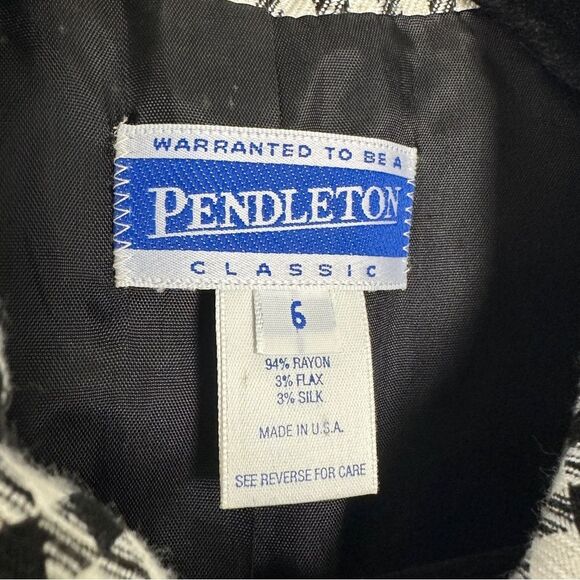 WARRANTED TO BE A
PENDLETON
CLASSIC
6
94% RAYON
3% FLAX
3% SILK
MADE IN U.S.A.
SEE REVERSE FOR CARE